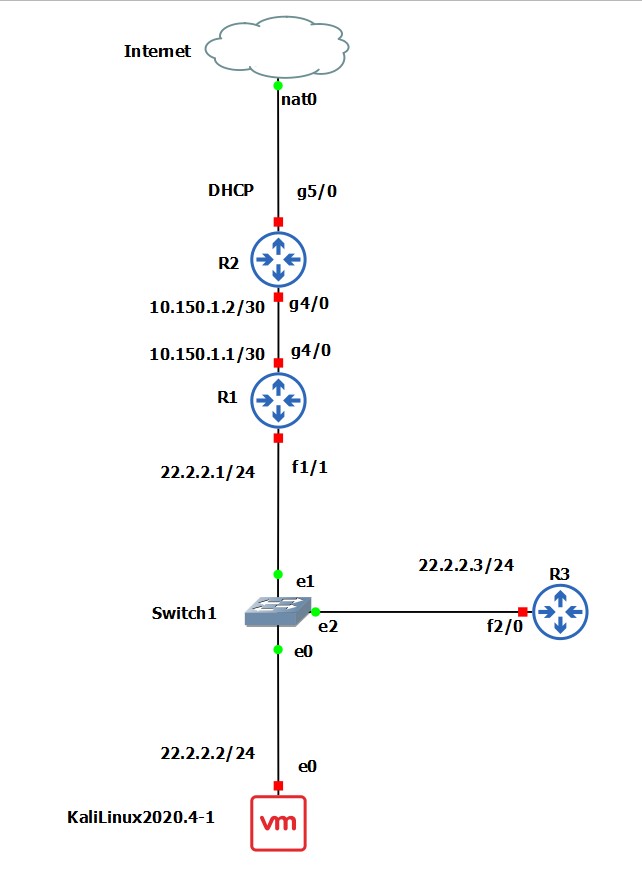 Internet
nat0
DHCP g5/0
R2
10.150.1.2/30 g4/0
10.150.1.1/30 g4/0
R1
22.2.2.1/24 f1/1
22.2.2.3/24
R3
e1
Switch1
e2 f2/0
e0
22.2.2.2/24
e0
KaliLinux2020.4-1
vm